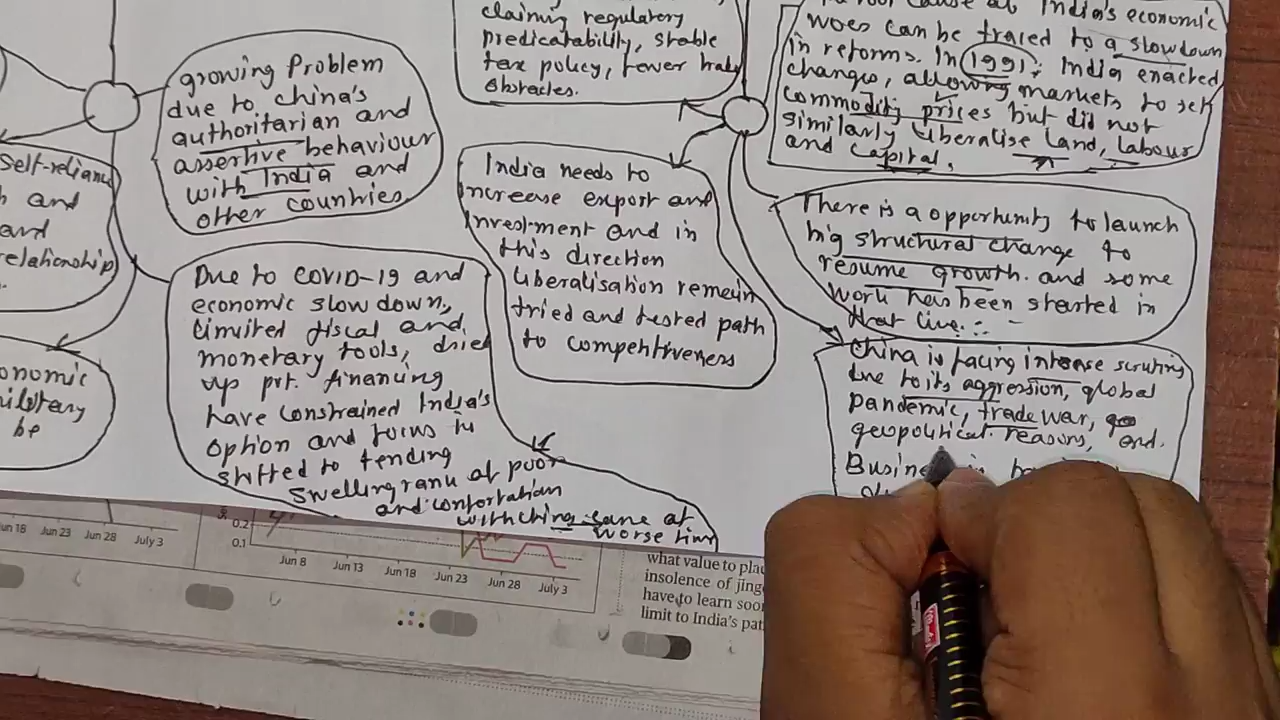 claiming regulatory
predicatability, stable
tax policy, fewer trade
obstacles.
India's economic
woes can be traced to a slowdown
in reforms. In 1991, India enacted
changes, allowing markets to set
commodity prices but did not
similarly liberalise land, labour
and capital.
growing Problem
due to china's
authoritarian and
assertive behaviour
with India and
other countries
Self-reliance
and
and
relationship
India needs to
increase export and
investment and in
this direction
liberalisation remain
tried and tested path
to competitiveness
There is a opportunity to launch
big structural change to
resume growth. and some
work has been started in
that line. : -
Due to COVID-19 and
economic slow down,
limited fiscal and
monetary tools, dried
up pvt. financing
have constrained India's
option and focus is
shifted to tending
swelling rank of poor
and confortation
with china same at
worse time
onomic
ilitary
be
China is facing intense scrutiny
due to its aggression, global
pandemic, trade war,
geopolitical reasons, and
Busine
0.2
0.1
Jun 18 Jun 23 Jun 28 July 3
Jun 8 Jun 13 Jun 18 Jun 23 Jun 28 July 3
what value to pla
insolence of jing
have to learn soo
limit to India's pat